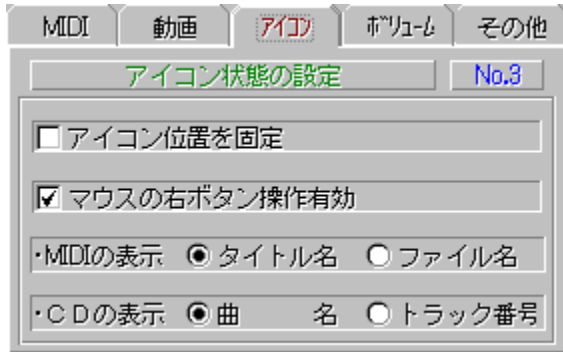 MIDI 動画 ｱｲｺﾝ ﾎﾞﾘｭｰﾑ その他
アイコン状態の設定 No.3
アイコン位置を固定
マウスの右ボタン操作有効
・MIDIの表示 タイトル名 ファイル名
・ＣＤの表示 曲　　名 トラック番号